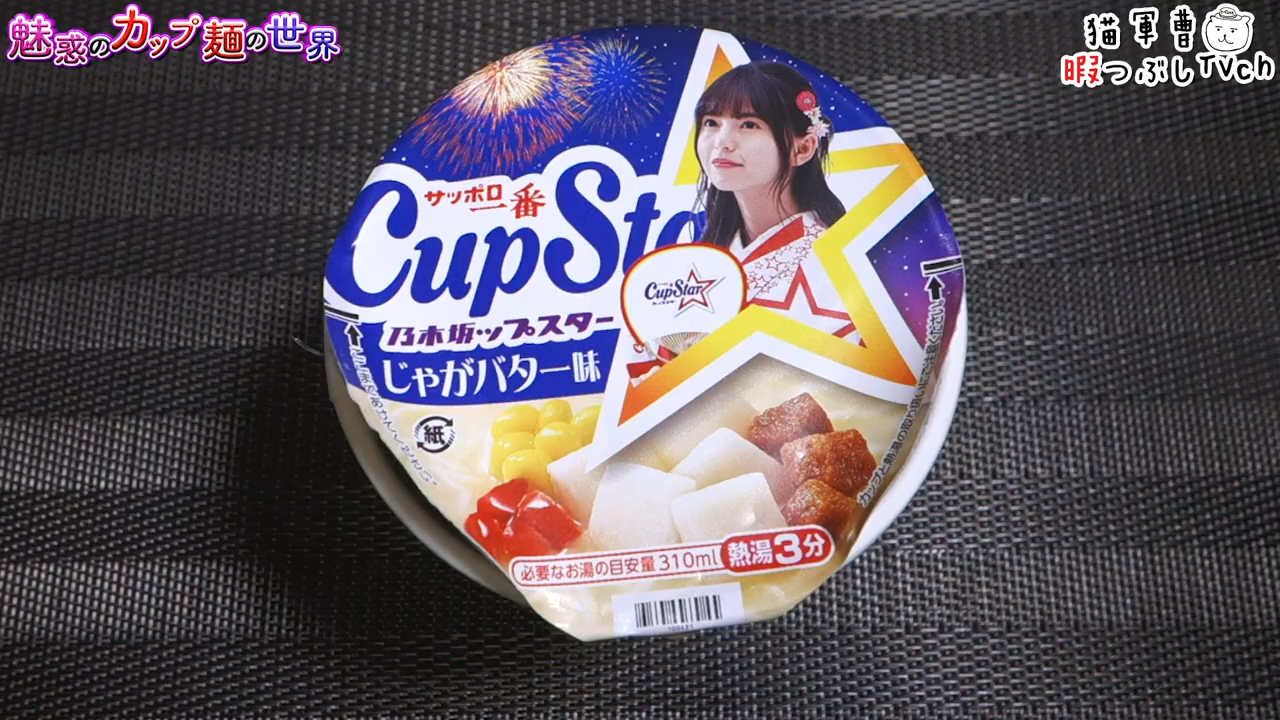 魅惑のカップ麺の世界
猫軍曹
暇つぶしTVch
サッポロ一番
CupSta
乃木坂ップスター
じゃがバター味
CupStar
紙
必要なお湯の目安量310ml
熱湯3分